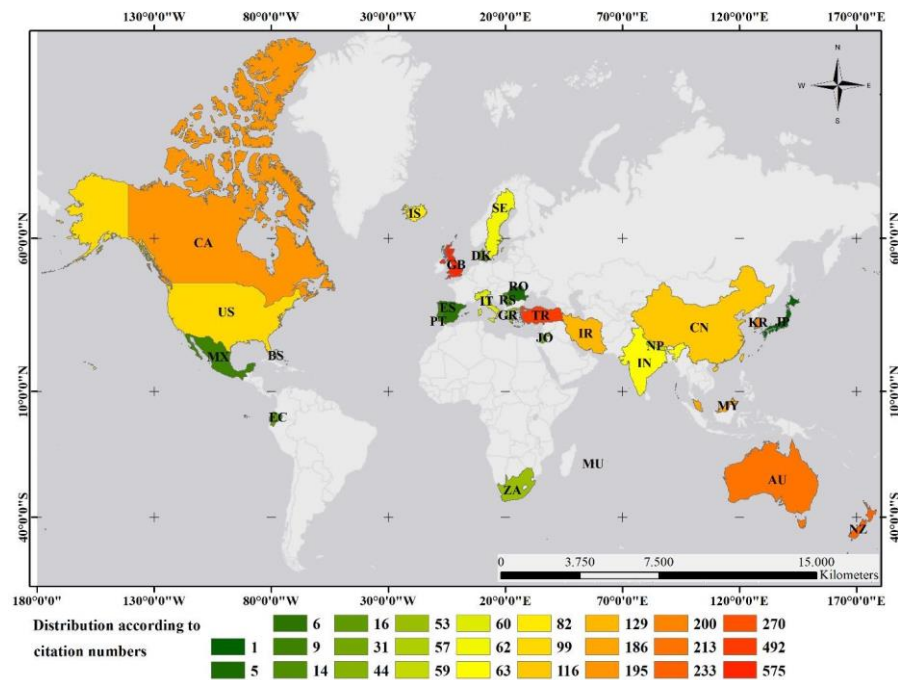 130°0'0"W 80°0'0"W 30°0'0"W 20°0'0"E 70°0'0"E 120°0'0"E 170°0'0"E
N
W E
S
60°0'0"N 60°0'0"N
IS
SE
CA
DK
GB
RO
IT RS
ES
US
PT GR TR
CN KR JP
IR
JO
MX BS
NP
IN
10°0'0"N 10°0'0"N
EC
MY
MU
ZA
AU
40°0'0"S 40°0'0"S
NZ
0 3.750 7.500 15.000
Kilometers
180°0'0"W 130°0'0"W 80°0'0"W 30°0'0"W 20°0'0"E 70°0'0"E 120°0'0"E 170°0'0"E
Distribution according to
citation numbers
6 16 53 60 82 129 200 270
1 9 31 57 62 99 186 213 492
5 14 44 59 63 116 195 233 575